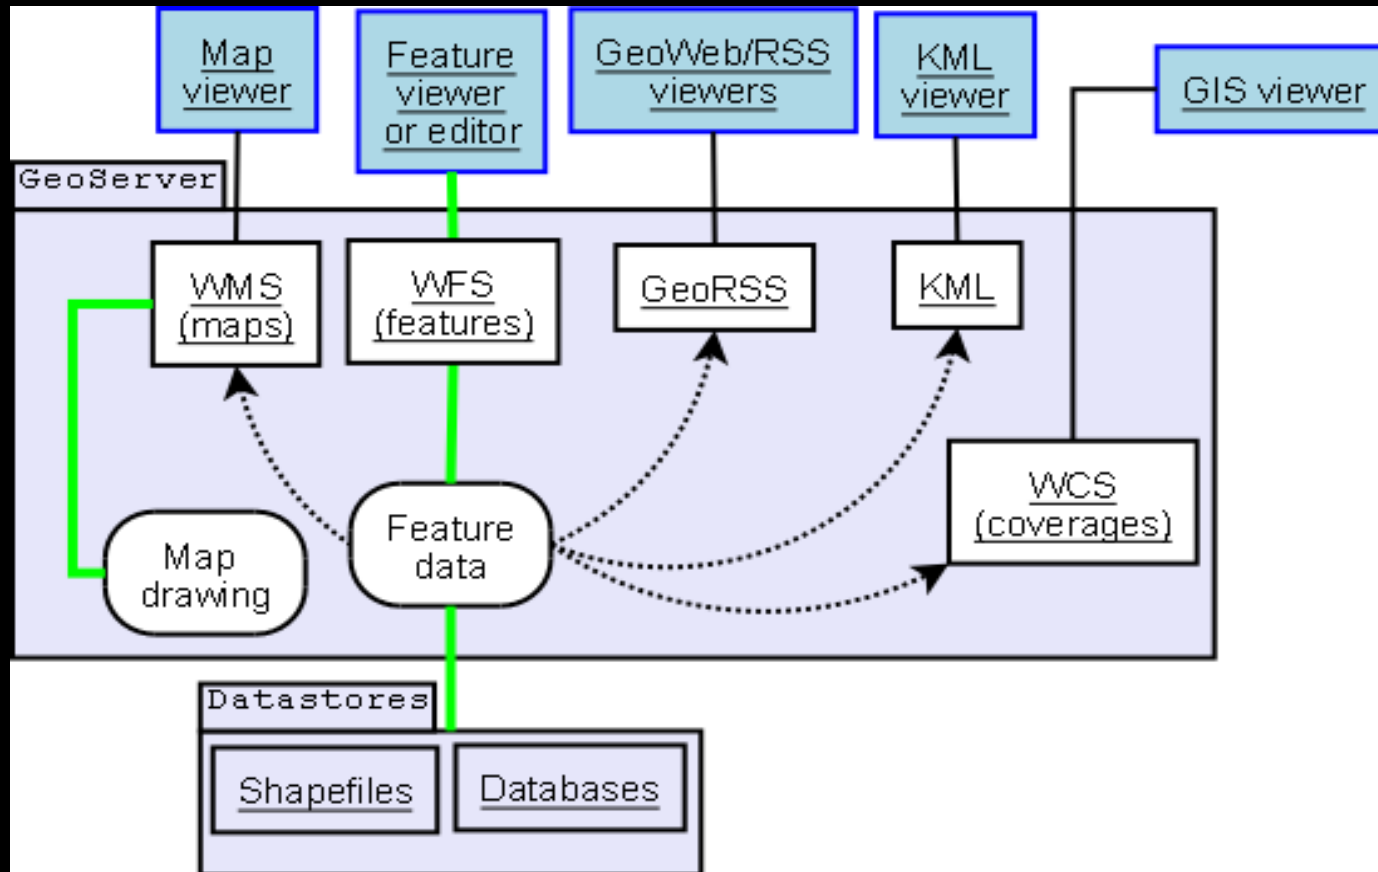 Map
viewer
Feature
viewer
or editor
GeoWeb/RSS
viewers
KML
viewer
GIS viewer
GeoServer
WMS
(maps)
WFS
(features)
GeoRSS
KML
WCS
(coverages)
Map
drawing
Feature
data
Datastores
Shapefiles
Databases